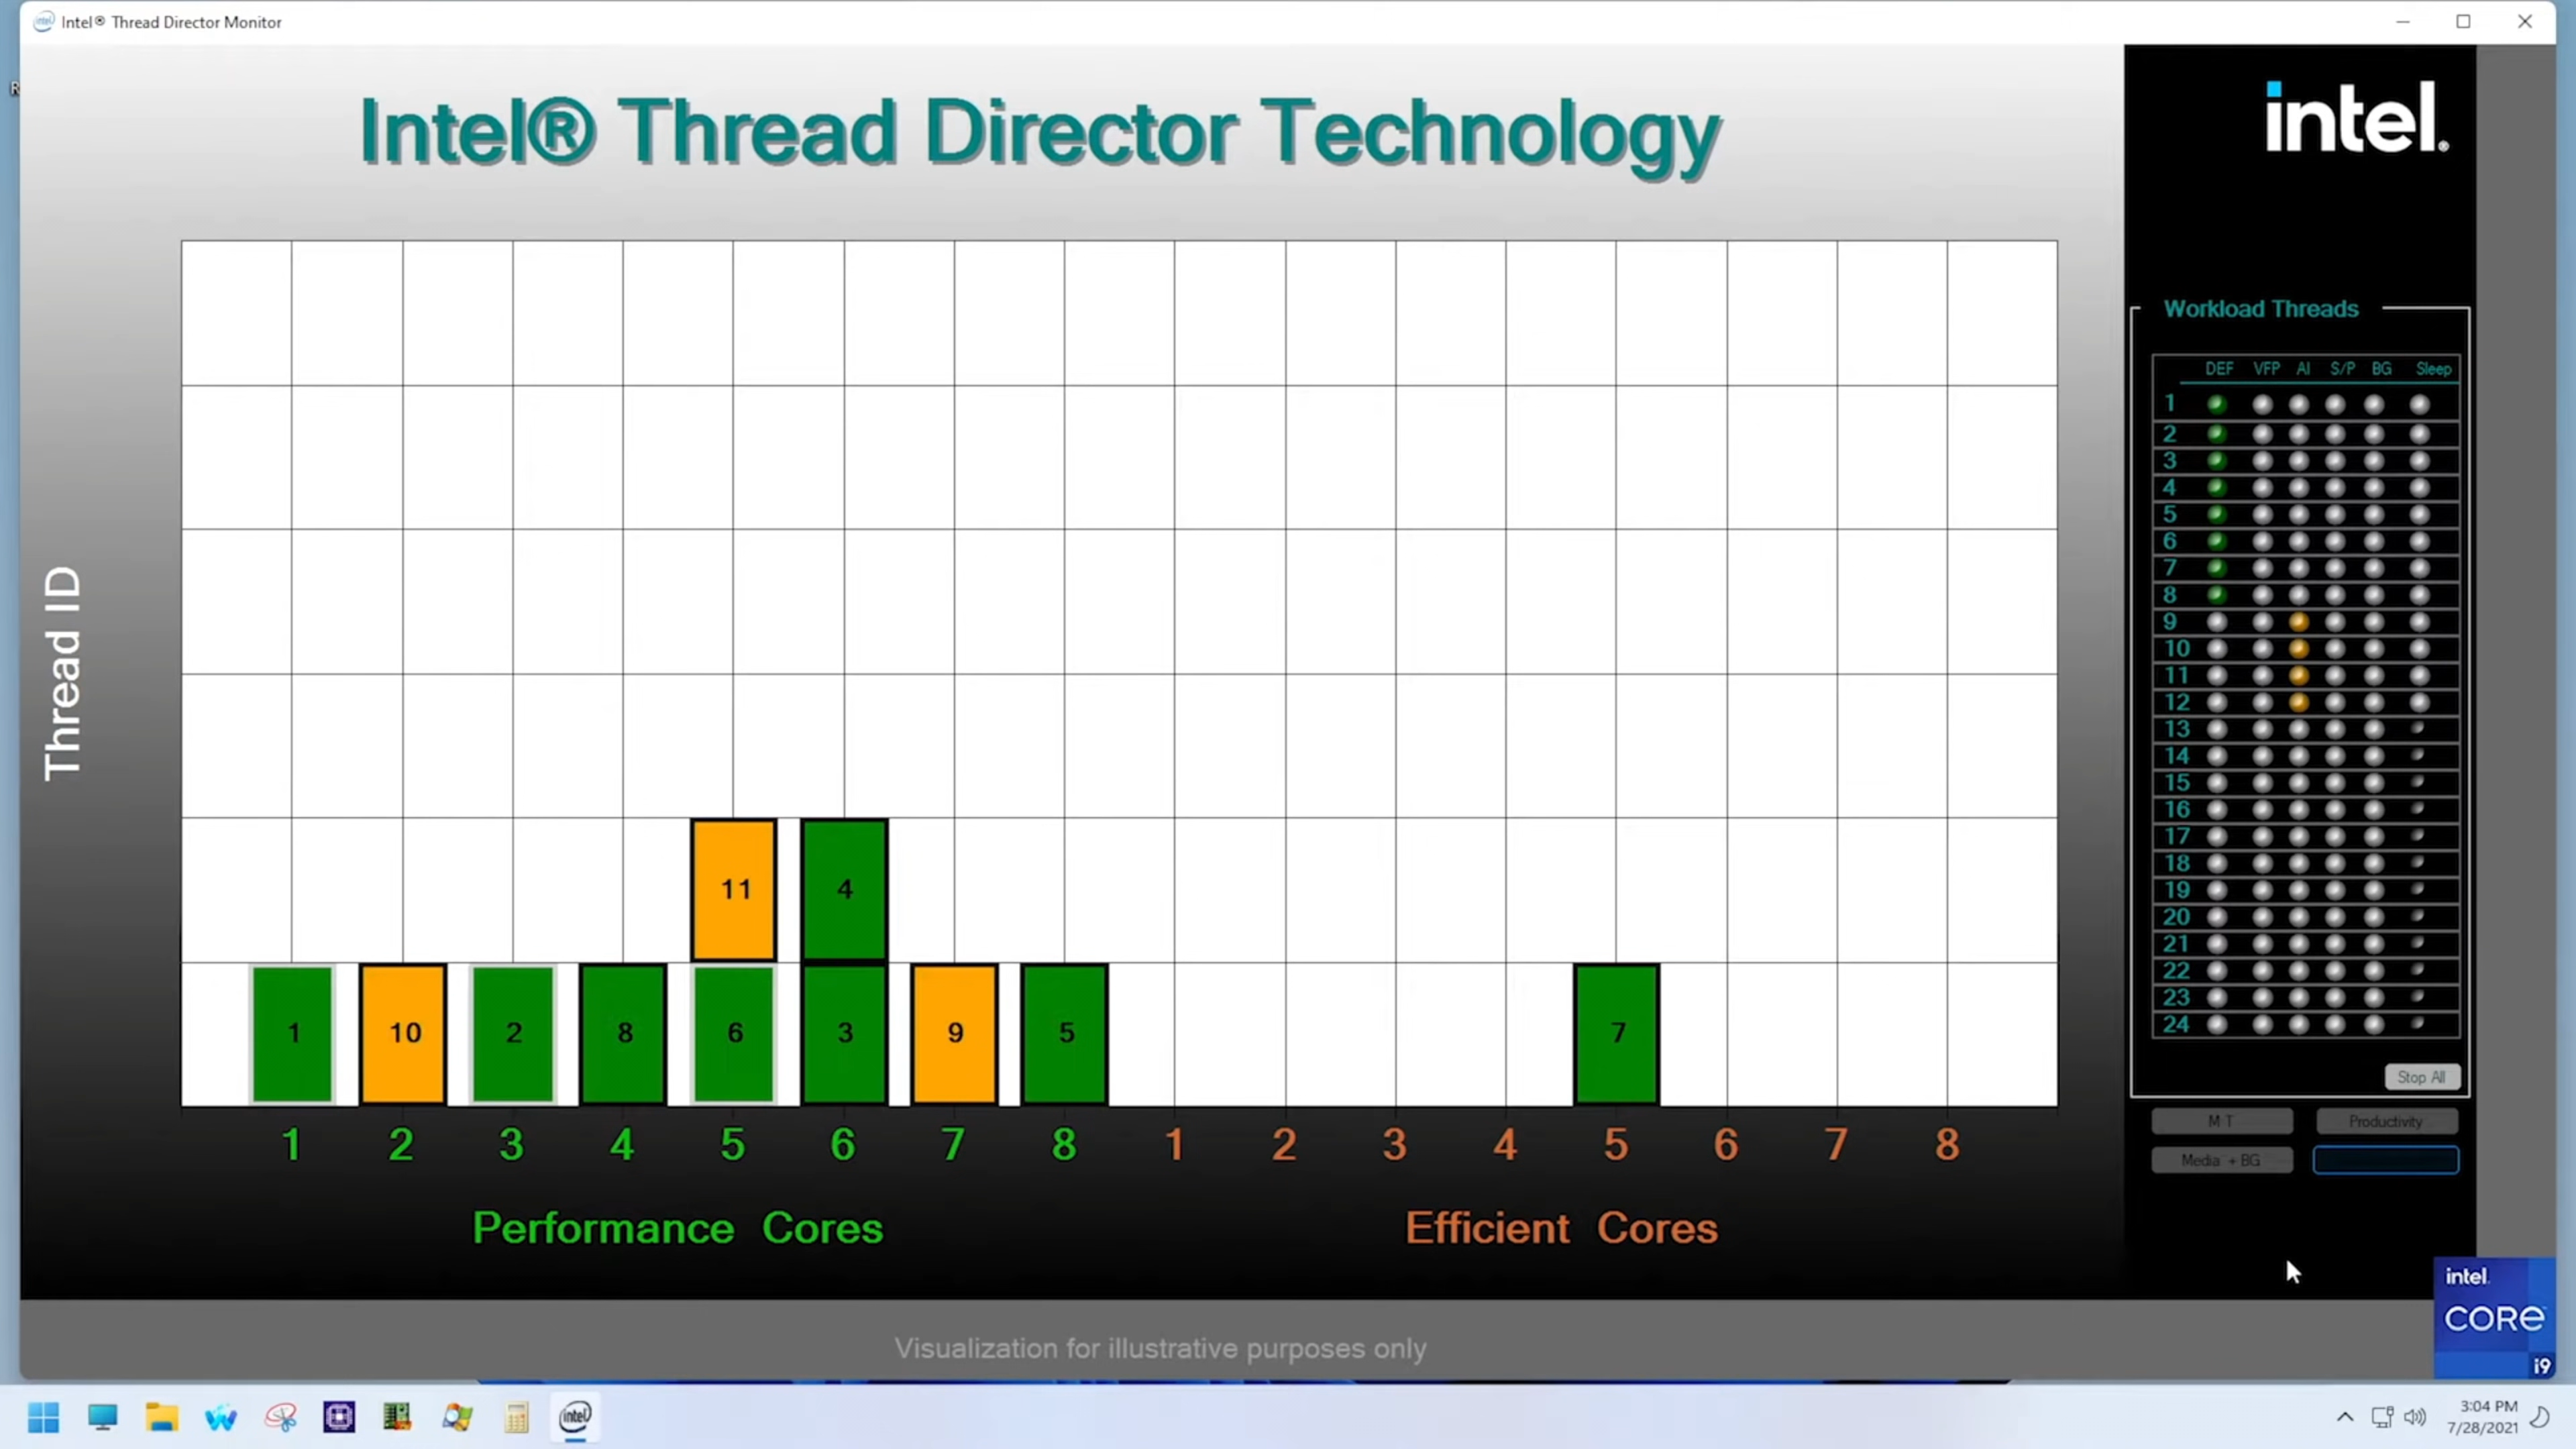 Intel® Thread Director Monitor
R
Intel® Thread Director Technology
intel®
Workload Threads
DEF VFP AI S/P BG Sleep
1
2
3
4
5
6
7
8
9
10
11
12
13
14
15
16
17
18
19
20
21
22
23
24
Stop All
M T
Productivity
Media + BG
Thread ID
11 4
1 10 2 8 6 3 9 5 7
1 2 3 4 5 6 7 8 1 2 3 4 5 6 7 8
Performance Cores
Efficient Cores
Visualization for illustrative purposes only
intel.
CORe
i9
intel
3:04 PM
7/28/2021